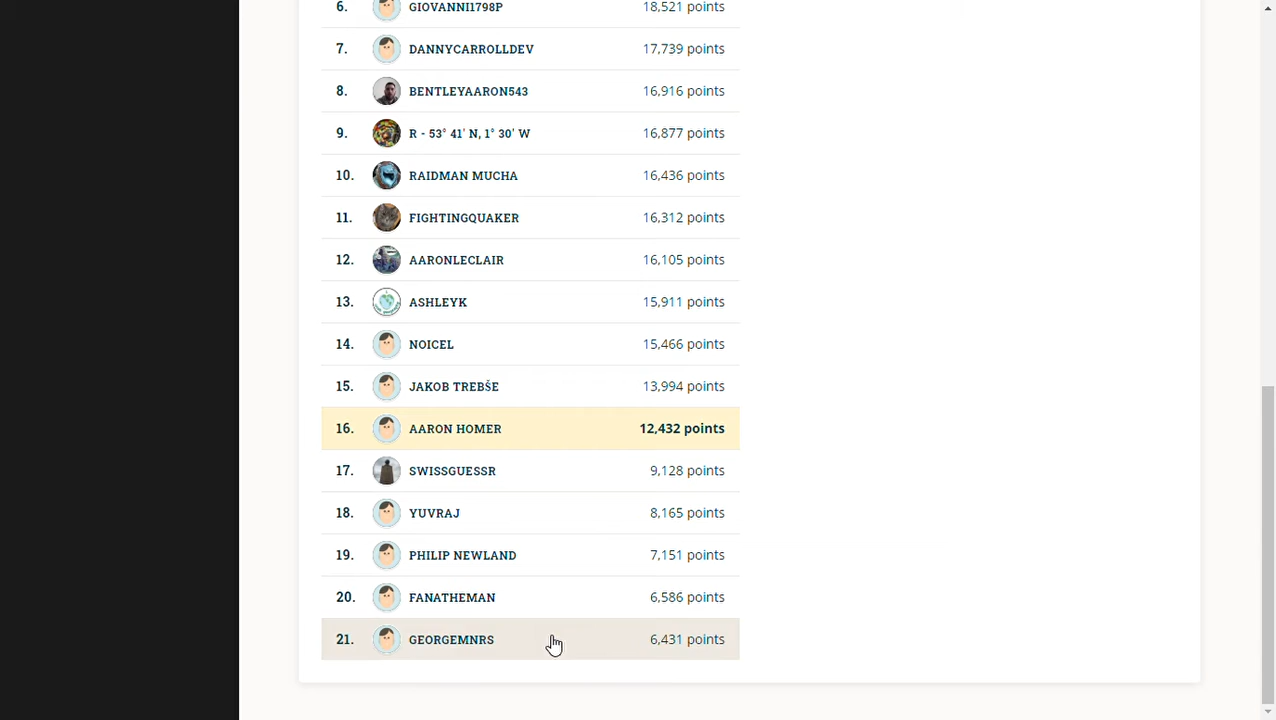 6. GIOVANNI1798P 18,521 points
7. DANNYCARROLLDEV 17,739 points
8. BENTLEYAARON543 16,916 points
9. R - 53° 41' N, 1° 30' W 16,877 points
10. RAIDMAN MUCHA 16,436 points
11. FIGHTINGQUAKER 16,312 points
12. AARONLECLAIR 16,105 points
13. ASHLEYK 15,911 points
14. NOICEL 15,466 points
15. JAKOB TREBŠE 13,994 points
16. AARON HOMER 12,432 points
17. SWISSGUESSR 9,128 points
18. YUVRAJ 8,165 points
19. PHILIP NEWLAND 7,151 points
20. FANATHEMAN 6,586 points
21. GEORGEMNRS 6,431 points